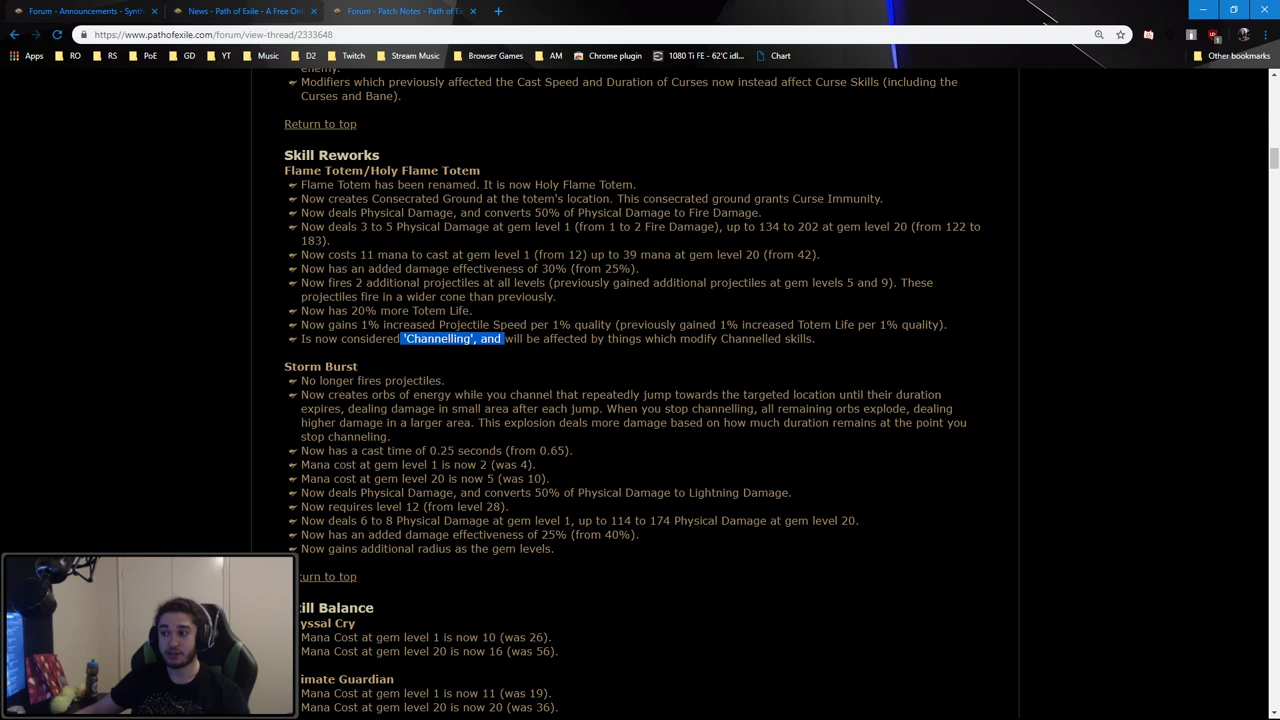 Forum - Announcements - Synth
News - Path of Exile - A Free Onli
Forum - Patch Notes - Path of Ex
https://www.pathofexile.com/forum/view-thread/2333648
Apps RO RS PoE GD YT Music D2 Twitch Stream Music Browser Games AM Chrome plugin 1080 Ti FE - 62°C idl... Chart Other bookmarks
enemy.
Modifiers which previously affected the Cast Speed and Duration of Curses now instead affect Curse Skills (including the
Curses and Bane).
Return to top
Skill Reworks
Flame Totem/Holy Flame Totem
Flame Totem has been renamed. It is now Holy Flame Totem.
Now creates Consecrated Ground at the totem's location. This consecrated ground grants Curse Immunity.
Now deals Physical Damage, and converts 50% of Physical Damage to Fire Damage.
Now deals 3 to 5 Physical Damage at gem level 1 (from 1 to 2 Fire Damage), up to 134 to 202 at gem level 20 (from 122 to
183).
Now costs 11 mana to cast at gem level 1 (from 12) up to 39 mana at gem level 20 (from 42).
Now has an added damage effectiveness of 30% (from 25%).
Now fires 2 additional projectiles at all levels (previously gained additional projectiles at gem levels 5 and 9). These
projectiles fire in a wider cone than previously.
Now has 20% more Totem Life.
Now gains 1% increased Projectile Speed per 1% quality (previously gained 1% increased Totem Life per 1% quality).
Is now considered 'Channelling', and will be affected by things which modify Channelled skills.
Storm Burst
No longer fires projectiles.
Now creates orbs of energy while you channel that repeatedly jump towards the targeted location until their duration
expires, dealing damage in small area after each jump. When you stop channelling, all remaining orbs explode, dealing
higher damage in a larger area. This explosion deals more damage based on how much duration remains at the point you
stop channeling.
Now has a cast time of 0.25 seconds (from 0.65).
Mana cost at gem level 1 is now 2 (was 4).
Mana cost at gem level 20 is now 5 (was 10).
Now deals Physical Damage, and converts 50% of Physical Damage to Lightning Damage.
Now requires level 12 (from level 28).
Now deals 6 to 8 Physical Damage at gem level 1, up to 114 to 174 Physical Damage at gem level 20.
Now has an added damage effectiveness of 25% (from 40%).
Now gains additional radius as the gem levels.
turn to top
ill Balance
yssal Cry
Mana Cost at gem level 1 is now 10 (was 26).
Mana Cost at gem level 20 is now 16 (was 56).
imate Guardian
Mana Cost at gem level 1 is now 11 (was 19).
Mana Cost at gem level 20 is now 20 (was 36).